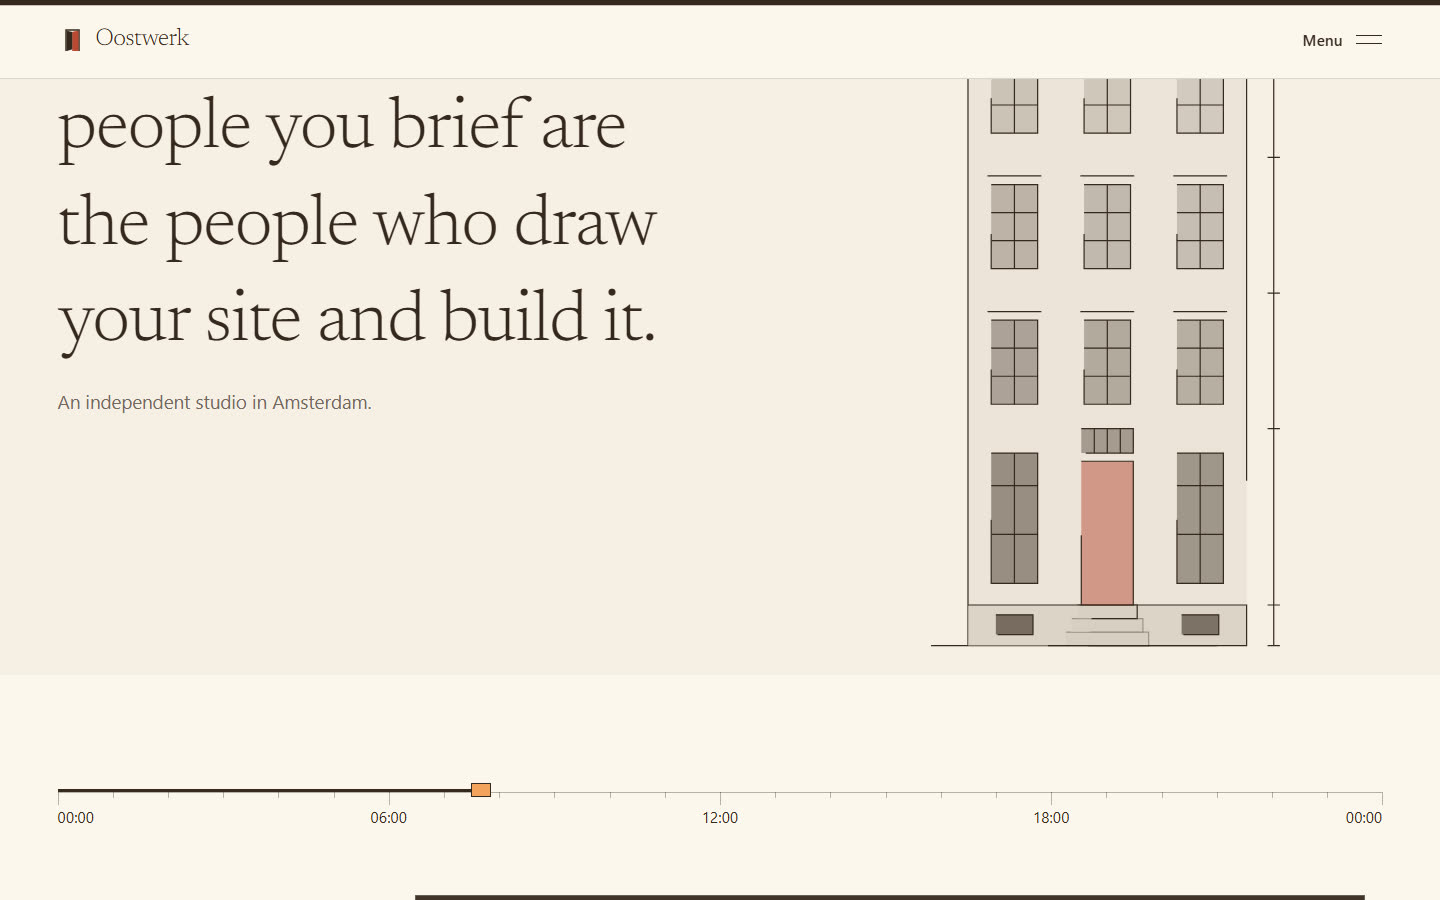 Oostwerk
Menu
people you brief are
the people who draw
your site and build it.
An independent studio in Amsterdam.
00:00
06:00
12:00
18:00
00:00